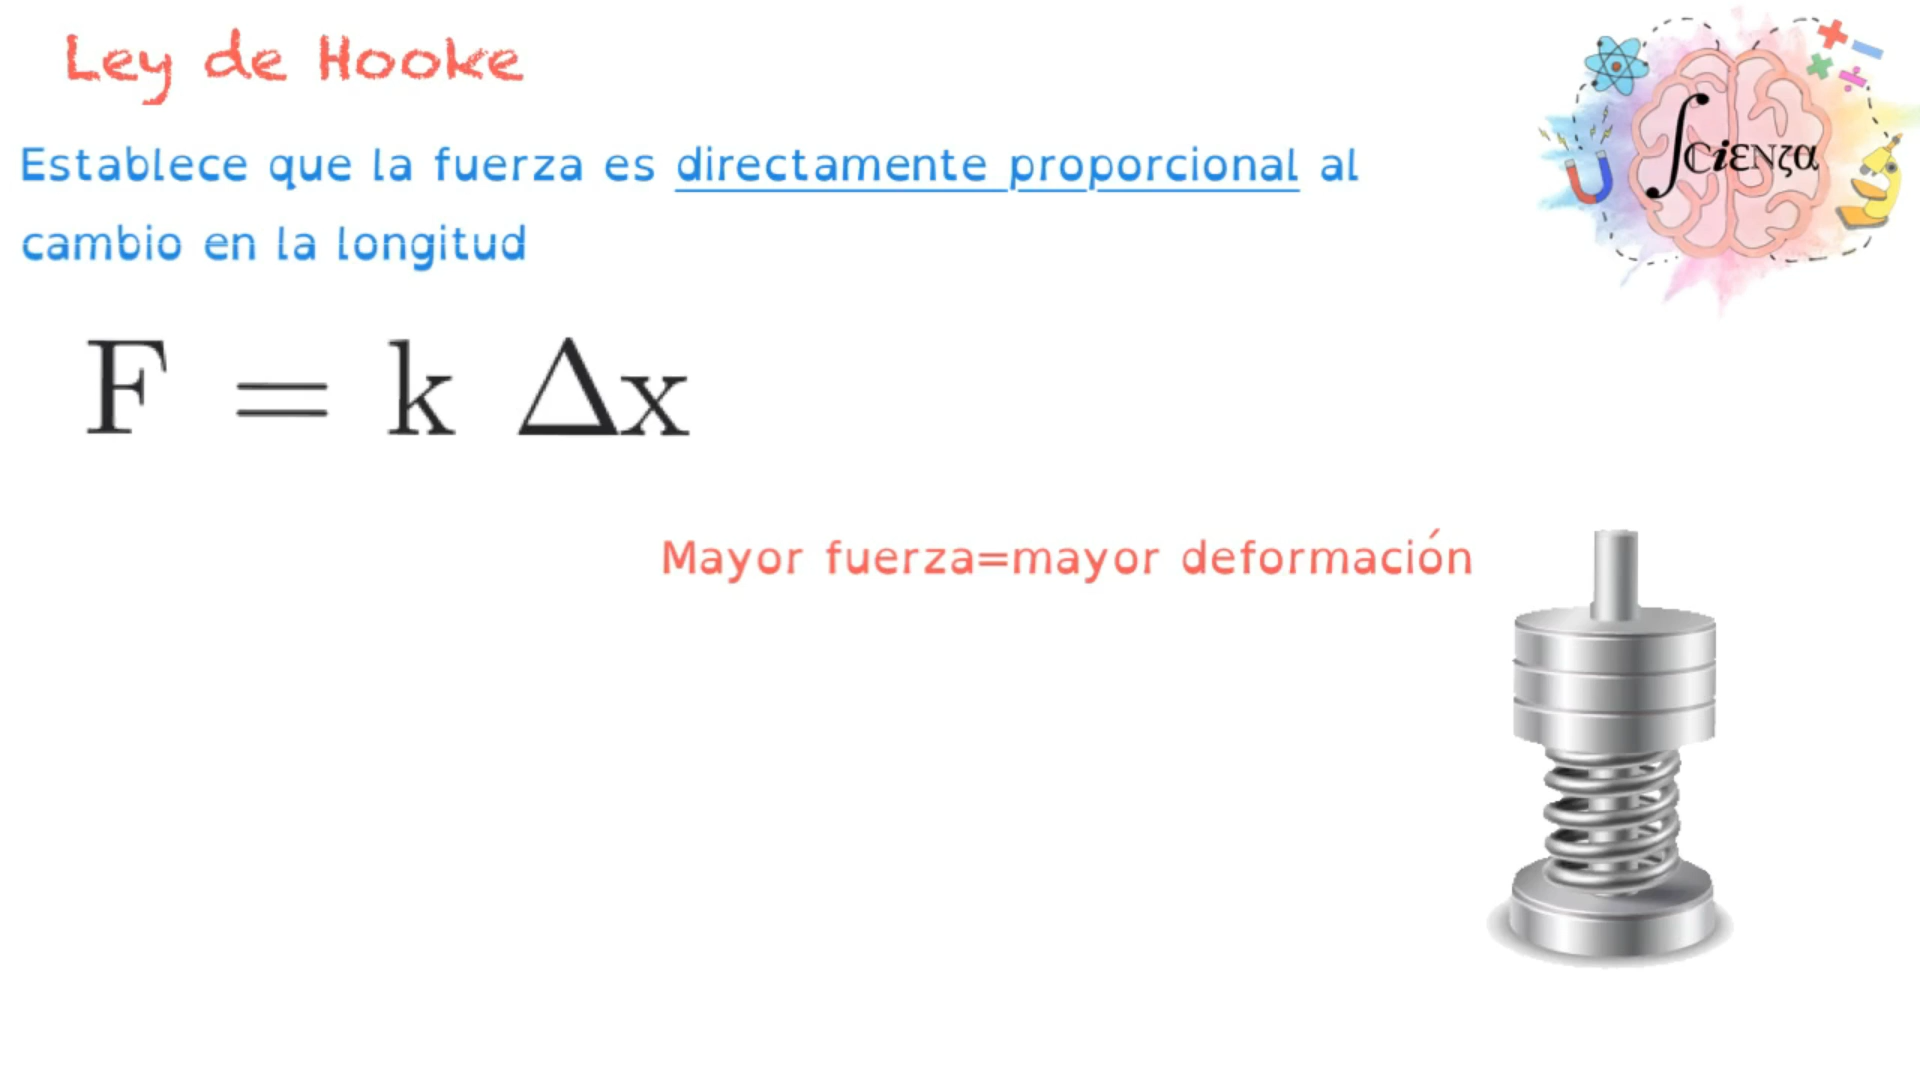 Ley de Hooke
Establece que la fuerza es directamente proporcional al
cambio en la longitud
F = k Δx
Mayor fuerza=mayor deformación
∫CiENζα